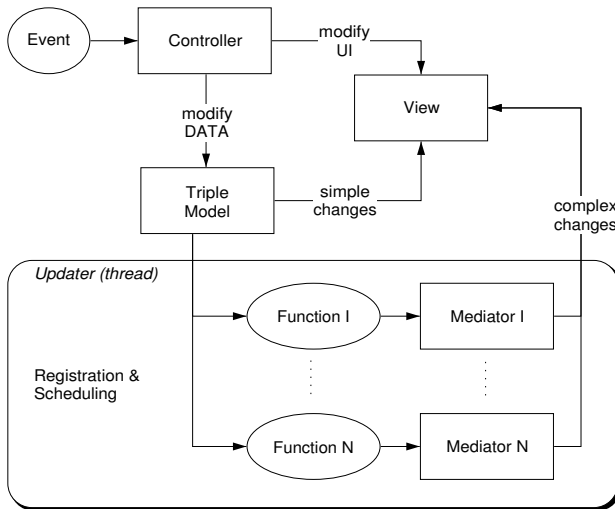 Event
Controller
modify
UI
View
modify
DATA
Triple
Model
simple
changes
complex
changes
Updater (thread)
Function I
Mediator I
Registration &
Scheduling
Function N
Mediator N